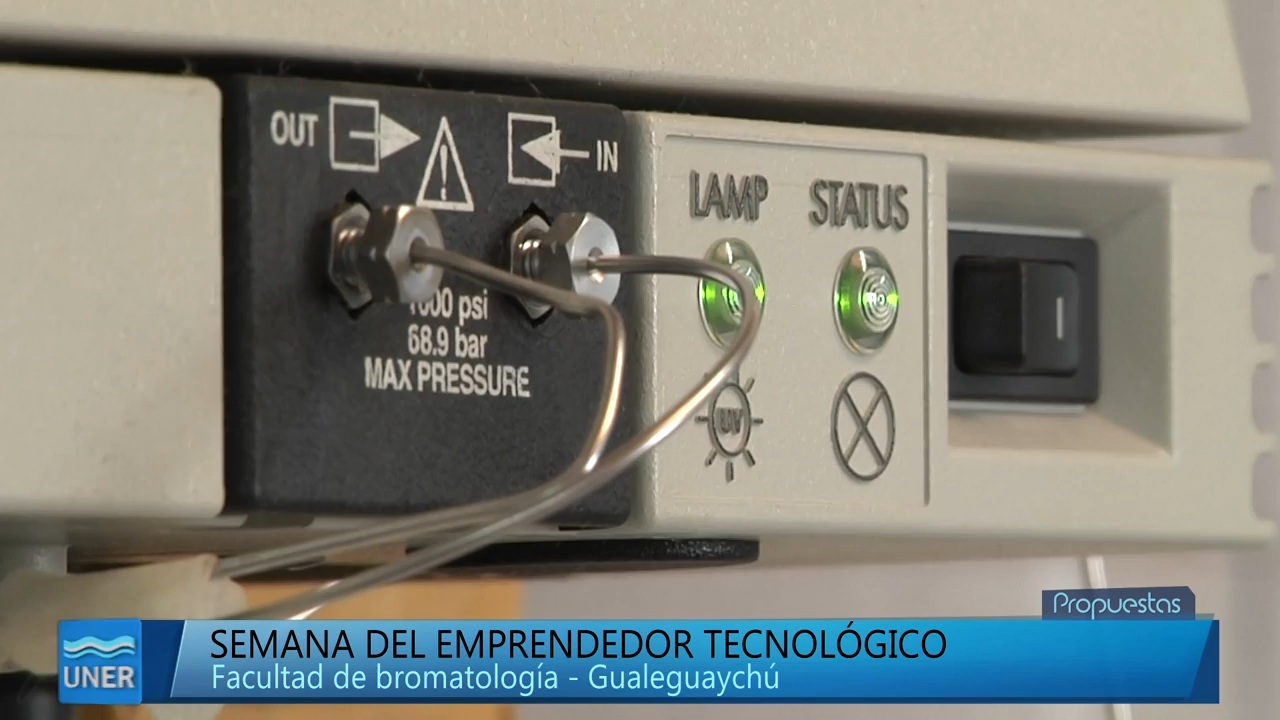 OUT
IN
LAMP
STATUS
1000 psi
68.9 bar
MAX PRESSURE
UV
Propuestas
UNER
SEMANA DEL EMPRENDEDOR TECNOLÓGICO
Facultad de bromatología - Gualeguaychú